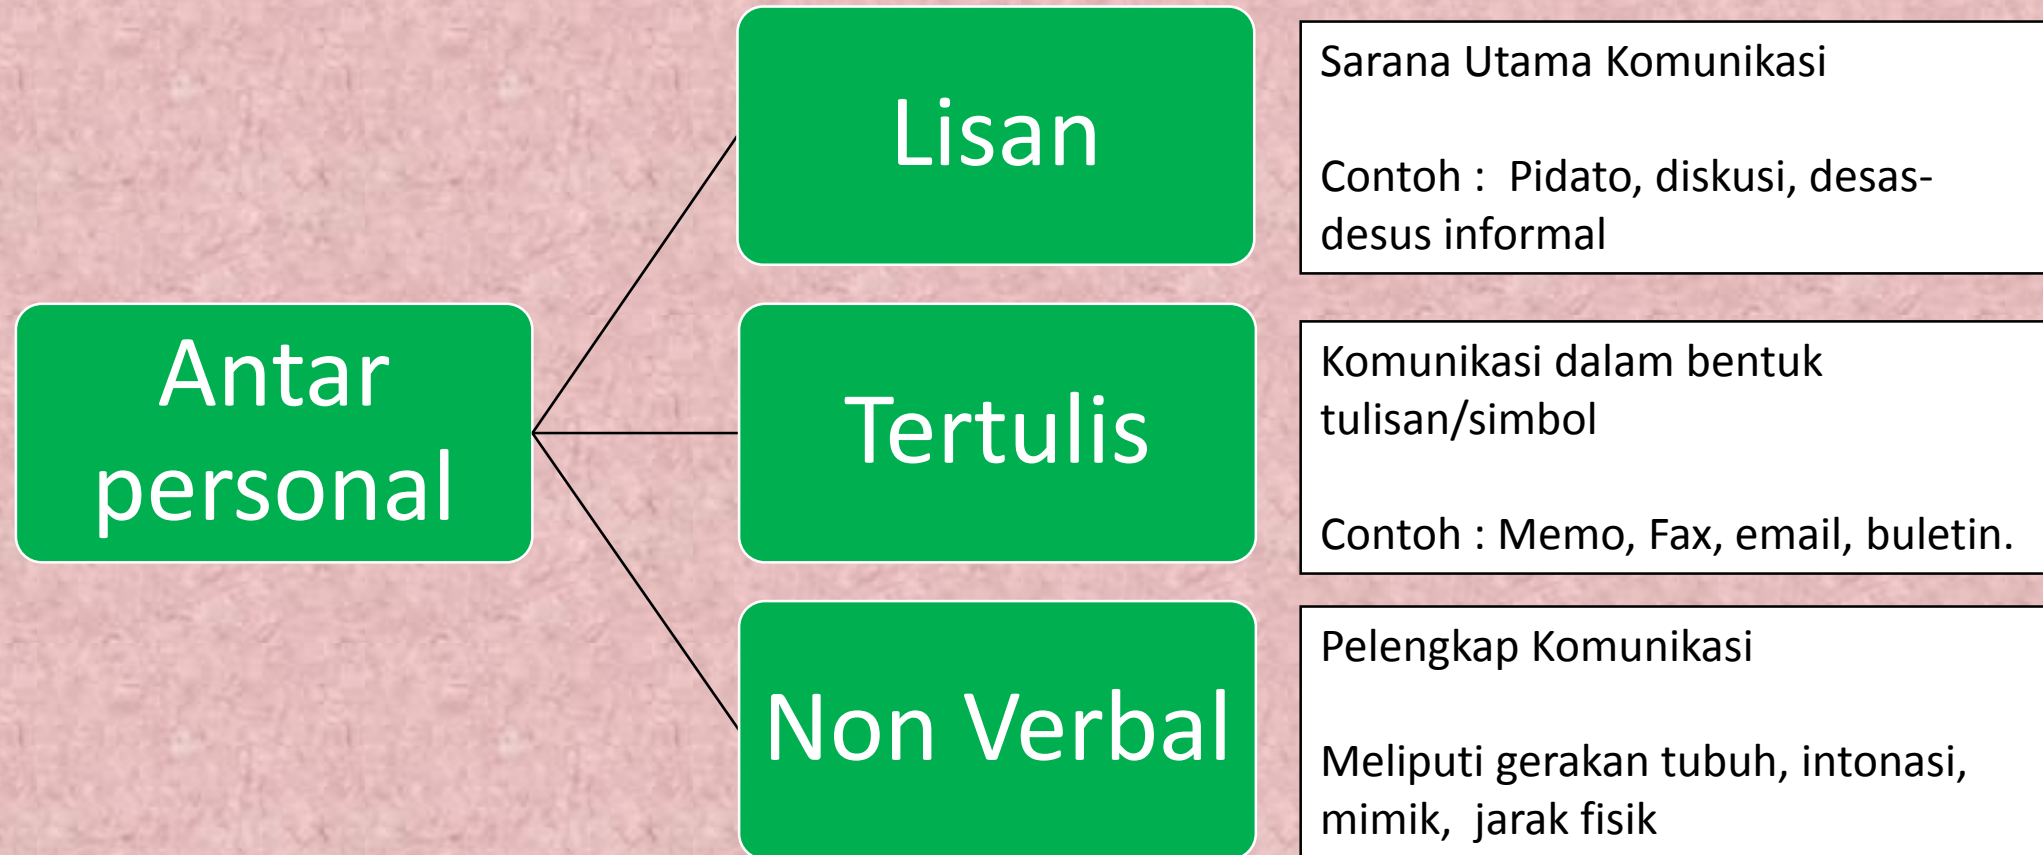 Antar
personal
Lisan
Sarana Utama Komunikasi
Contoh :  Pidato, diskusi, desas-
desus informal
Tertulis
Komunikasi dalam bentuk
tulisan/simbol
Contoh : Memo, Fax, email, buletin.
Non Verbal
Pelengkap Komunikasi
Meliputi gerakan tubuh, intonasi,
mimik,  jarak fisik